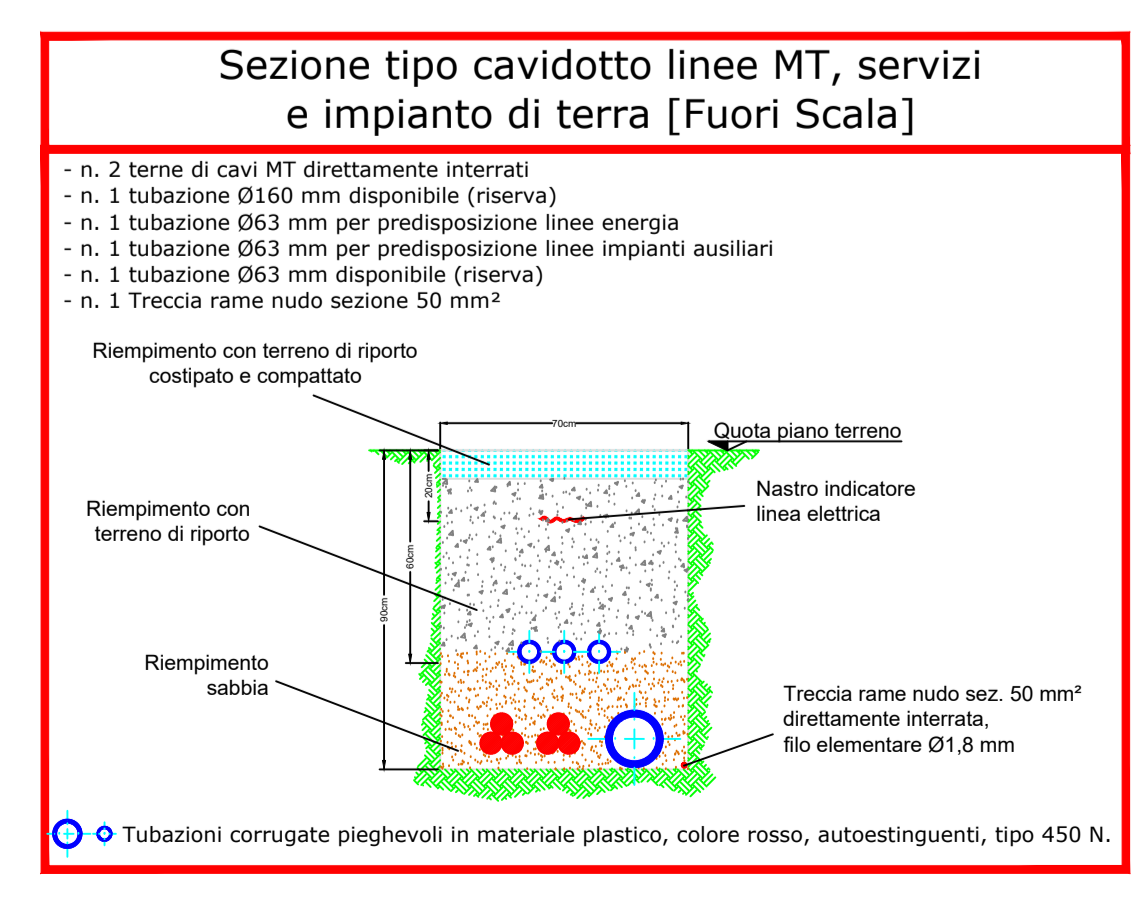 Sezione tipo cavidotto linee MT, servizi
e impianto di terra [Fuori Scala]
- n. 2 terne di cavi MT direttamente interrati
- n. 1 tubazione Ø160 mm disponibile (riserva)
- n. 1 tubazione Ø63 mm per predisposizione linee energia
- n. 1 tubazione Ø63 mm per predisposizione linee impianti ausiliari
- n. 1 tubazione Ø63 mm disponibile (riserva)
- n. 1 Treccia rame nudo sezione 50 mm²
Riempimento con terreno di riporto
costipato e compattato
70cm
Quota piano terreno
20cm
Nastro indicatore
linea elettrica
Riempimento con
terreno di riporto
60cm
90cm
Riempimento
sabbia
Treccia rame nudo sez. 50 mm²
direttamente interrata,
filo elementare Ø1,8 mm
Tubazioni corrugate pieghevoli in materiale plastico, colore rosso, autoestinguenti, tipo 450 N.